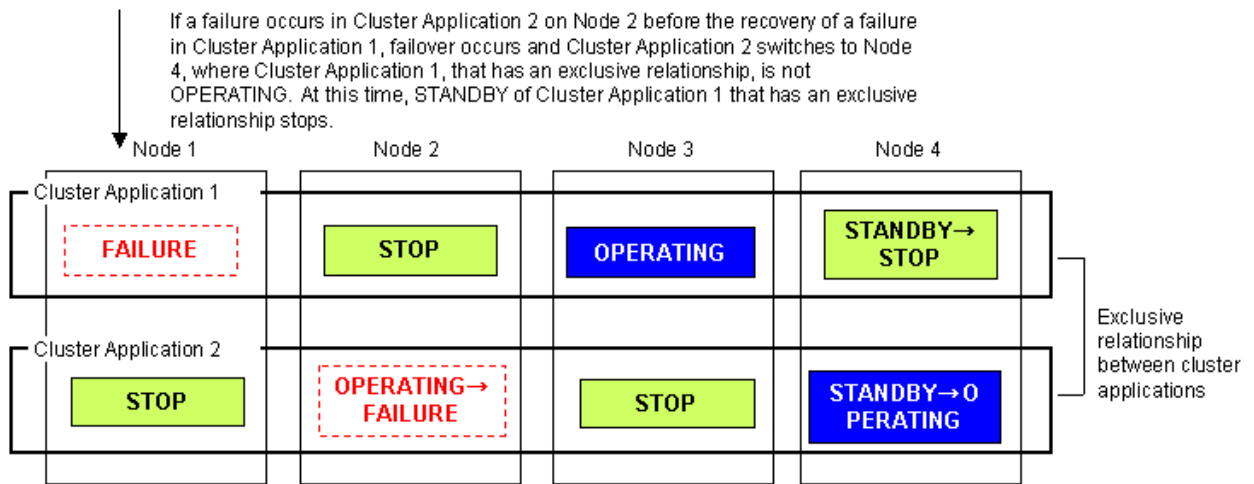 If a failure occurs in Cluster Application 2 on Node 2 before the recovery of a failure
in Cluster Application 1, failover occurs and Cluster Application 2 switches to Node
4, where Cluster Application 1, that has an exclusive relationship, is not
OPERATING. At this time, STANDBY of Cluster Application 1 that has an exclusive
relationship stops.
Node 1
Node 2
Node 3
Node 4
Cluster Application 1
FAILURE
STOP
OPERATING
STANDBY→
STOP
Cluster Application 2
STOP
OPERATING→
FAILURE
STOP
STANDBY→O
PERATING
Exclusive
relationship
between cluster
applications